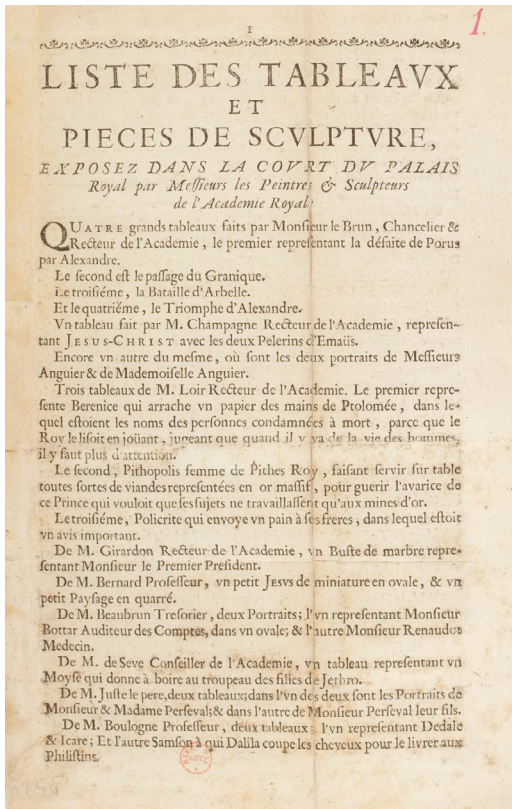 1
1.
LISTE DES TABLEAVX
ET
PIECES DE SCVLPTVRE,
EXPOSEZ DANS LA COVRT DV PALAIS
Royal par Messieurs les Peintres & Sculpteurs
de l'Academie Royal
QUATRE grands tableaux faits par Monsieur le Brun, Chancelier &
Recteur de l'Academie, le premier representant la défaite de Porus
par Alexandre.
Le second est le passage du Granique.
Le troisiéme, la Bataille d'Arbelle.
Et le quatriéme, le Triomphe d'Alexandre.
Vn tableau fait par M. Champagne Recteur de l'Academie, represen-
tant JESUS-CHRIST avec les deux Pelerins d'Emaüs.
Encore vn autre du mesme, où sont les deux portraits de Messieurs
Anguier & de Mademoiselle Anguier.
Trois tableaux de M. Loir Recteur de l'Academie. Le premier repre-
sente Berenice qui arrache vn papier des mains de Ptolomée, dans le-
quel estoient les noms des personnes condamnées à mort, parce que le
Roy le lisoit en joüant, jugeant que quand il y va de la vie des hommes,
il y faut plus d'attention.
Le second, Pithopolis femme de Piches Roy, faisant servir sur table
toutes sortes de viandes representées en or massif, pour guerir l'avarice de
ce Prince qui vouloit que ses sujets ne travaillassent qu'aux mines d'or.
Le troisiéme, Policrite qui envoye vn pain à ses freres, dans lequel estoit
vn avis important.
De M. Girardon Recteur de l'Academie, vn Buste de marbre repre-
sentant Monsieur le Premier President.
De M. Bernard Professeur, vn petit JESVS de miniature en ovale, & vn
petit Paysage en quarré.
De M. Beaubrun Tresorier, deux Portraits; l'vn representant Monsieur
Bottar Auditeur des Comptes, dans vn ovale; & l'autre Monsieur Renaudot
Medecin.
De M. de Seve Conseiller de l'Academie, vn tableau representant vn
Moyse qui donne à boire au troupeau des filles de Jethro.
De M. Juste le pere, deux tableaux; dans l'vn des deux sont les Portraits de
Monsieur & Madame Perseval; & dans l'autre de Monsieur Perseval leur fils.
De M. Boulogne Professeur, deux tableaux: l'vn representant Dedale
& Icare; Et l'autre Samson à qui Dalila coupe les cheveux pour le livrer aux
Philistins.